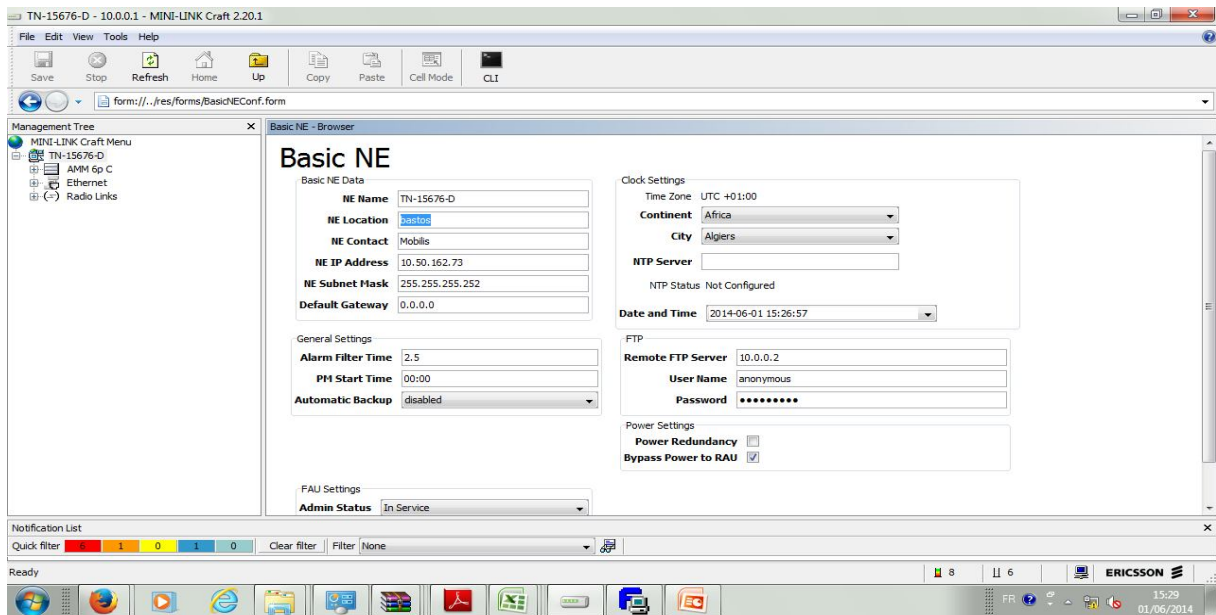 TN-15676-D - 10.0.0.1 - MINI-LINK Craft 2.20.1
File Edit View Tools Help
Save Stop Refresh Home Up Copy Paste Cell Mode CLI
form://../res/forms/BasicNEConf.form
Management Tree
MINI-LINK Craft Menu
TN-15676-D
AMM 6p C
Ethernet
Radio Links
Basic NE - Browser
Basic NE
Basic NE Data
NE Name TN-15676-D
NE Location bastos
NE Contact Mobilis
NE IP Address 10.50.162.73
NE Subnet Mask 255.255.255.252
Default Gateway 0.0.0.0
Clock Settings
Time Zone UTC +01:00
Continent Africa
City Algiers
NTP Server
NTP Status Not Configured
Date and Time 2014-06-01 15:26:57
General Settings
Alarm Filter Time 2.5
PM Start Time 00:00
Automatic Backup disabled
FTP
Remote FTP Server 10.0.0.2
User Name anonymous
Password •••••••••
Power Settings
Power Redundancy
Bypass Power to RAU
FAU Settings
Admin Status In Service
Notification List
Quick filter 6 1 0 1 0 Clear filter Filter None
Ready 8 6 ERICSSON
FR 15:29
01/06/2014